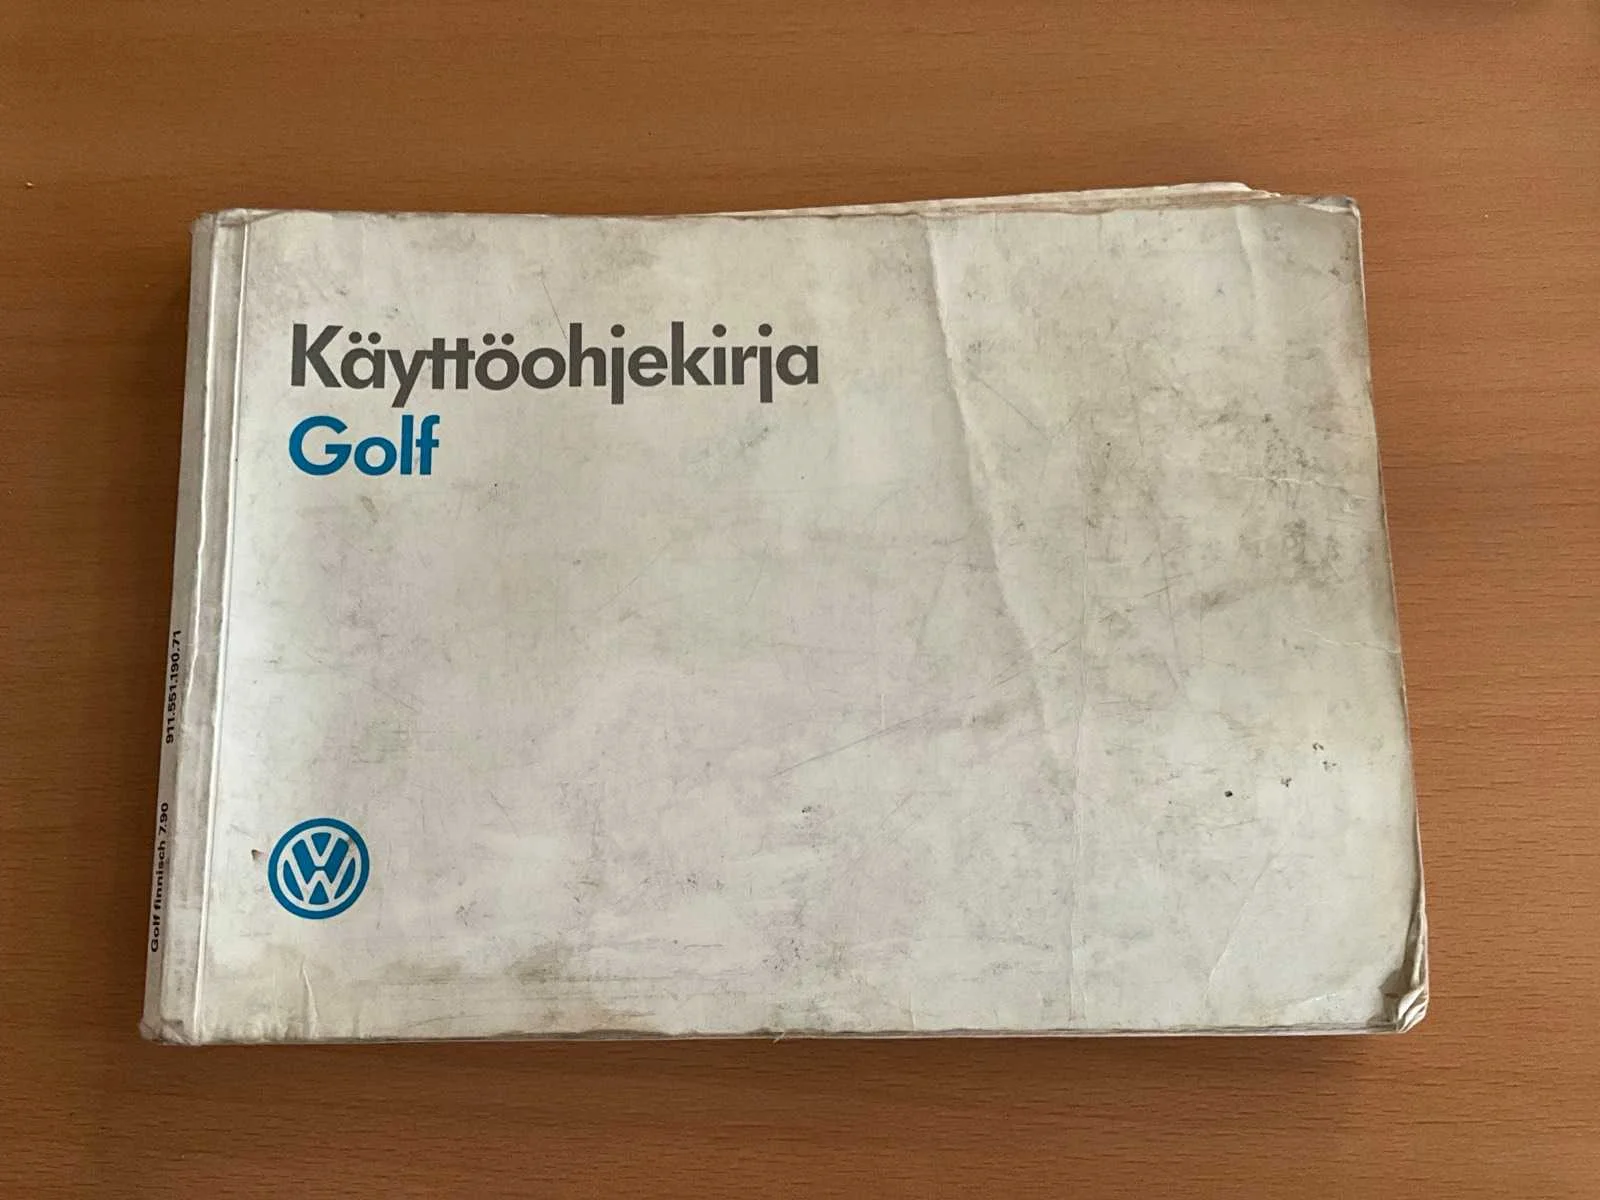 Käyttöohjekirja
Golf
VW
Golf finnisch 7.90
911.551.190.71